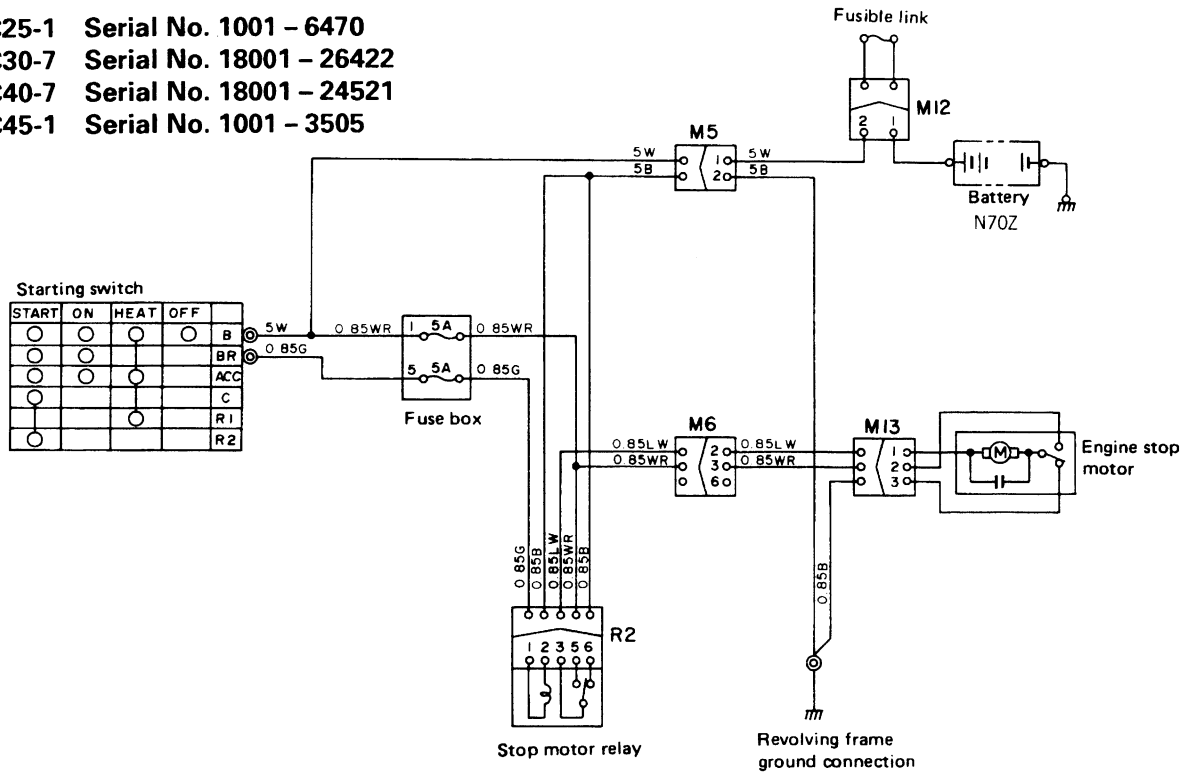 C25-1 Serial No. 1001 – 6470
C30-7 Serial No. 18001 – 26422
C40-7 Serial No. 18001 – 24521
C45-1 Serial No. 1001 – 3505
Fusible link
M12
2 1
M5
5W 1 5W
5B 2 5B
Battery
N70Z
Starting switch
START ON HEAT OFF
B 5W 0.85WR 1 5A 0.85WR
BR 0.85G
ACC 5 5A 0.85G
C
R1
R2
Fuse box
M6
0.85LW 2 0.85LW
0.85WR 3 0.85WR
6
M13
1
2
3
Engine stop
motor
M
0.85G
0.85B
0.85LW
0.85WR
0.85B
0.85B
R2
1 2 3 5 6
Stop motor relay
Revolving frame
ground connection